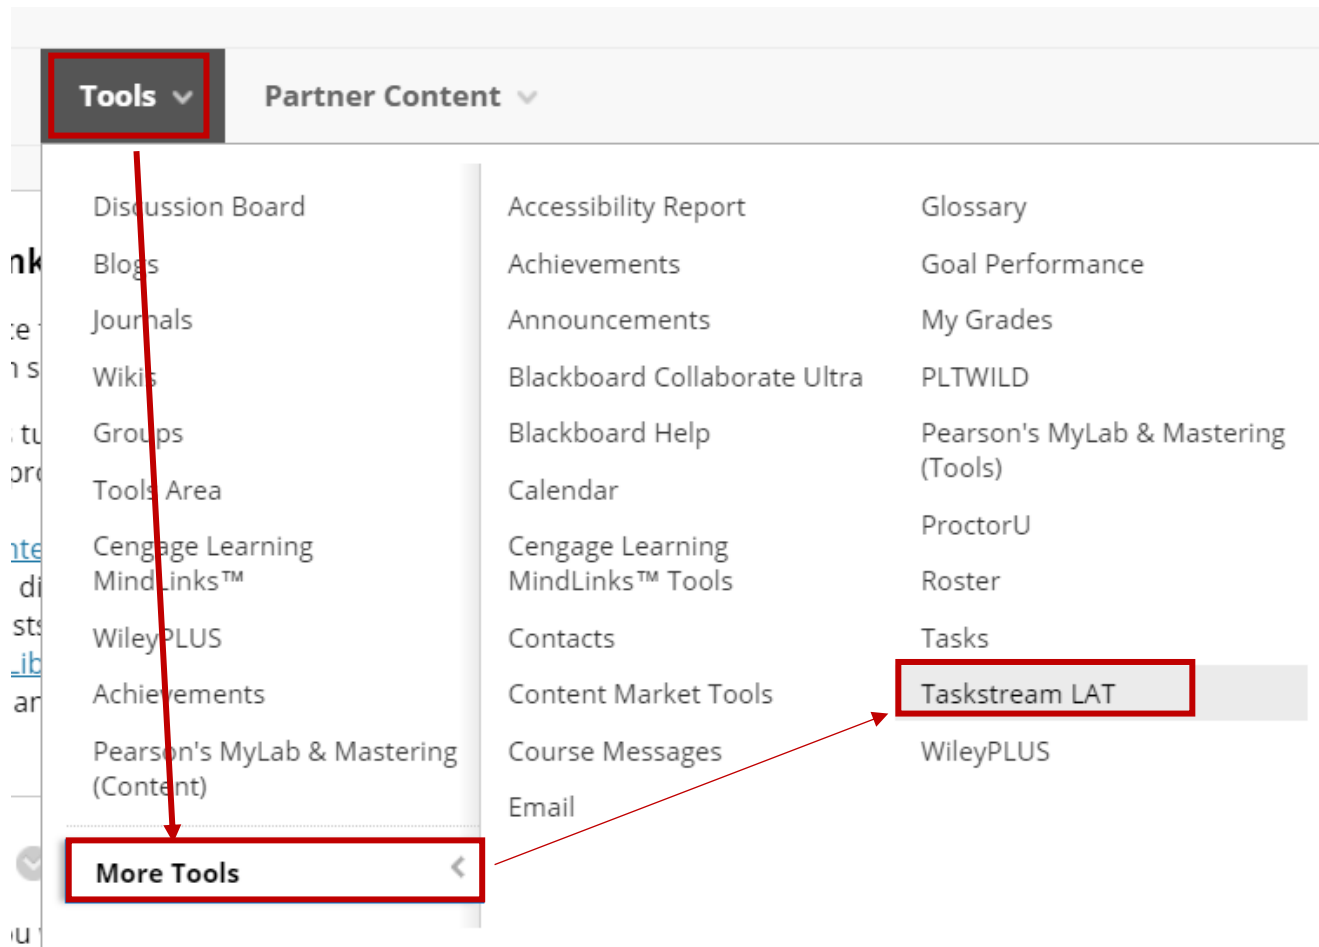 Tools
Partner Content
Discussion Board
Blogs
Journals
Wikis
Groups
Tools Area
Cengage Learning
MindLinks™
WileyPLUS
Achievements
Pearson's MyLab & Mastering
(Content)
More Tools
Accessibility Report
Achievements
Announcements
Blackboard Collaborate Ultra
Blackboard Help
Calendar
Cengage Learning
MindLinks™ Tools
Contacts
Content Market Tools
Course Messages
Email
Glossary
Goal Performance
My Grades
PLTWILD
Pearson's MyLab & Mastering
(Tools)
ProctorU
Roster
Tasks
Taskstream LAT
WileyPLUS